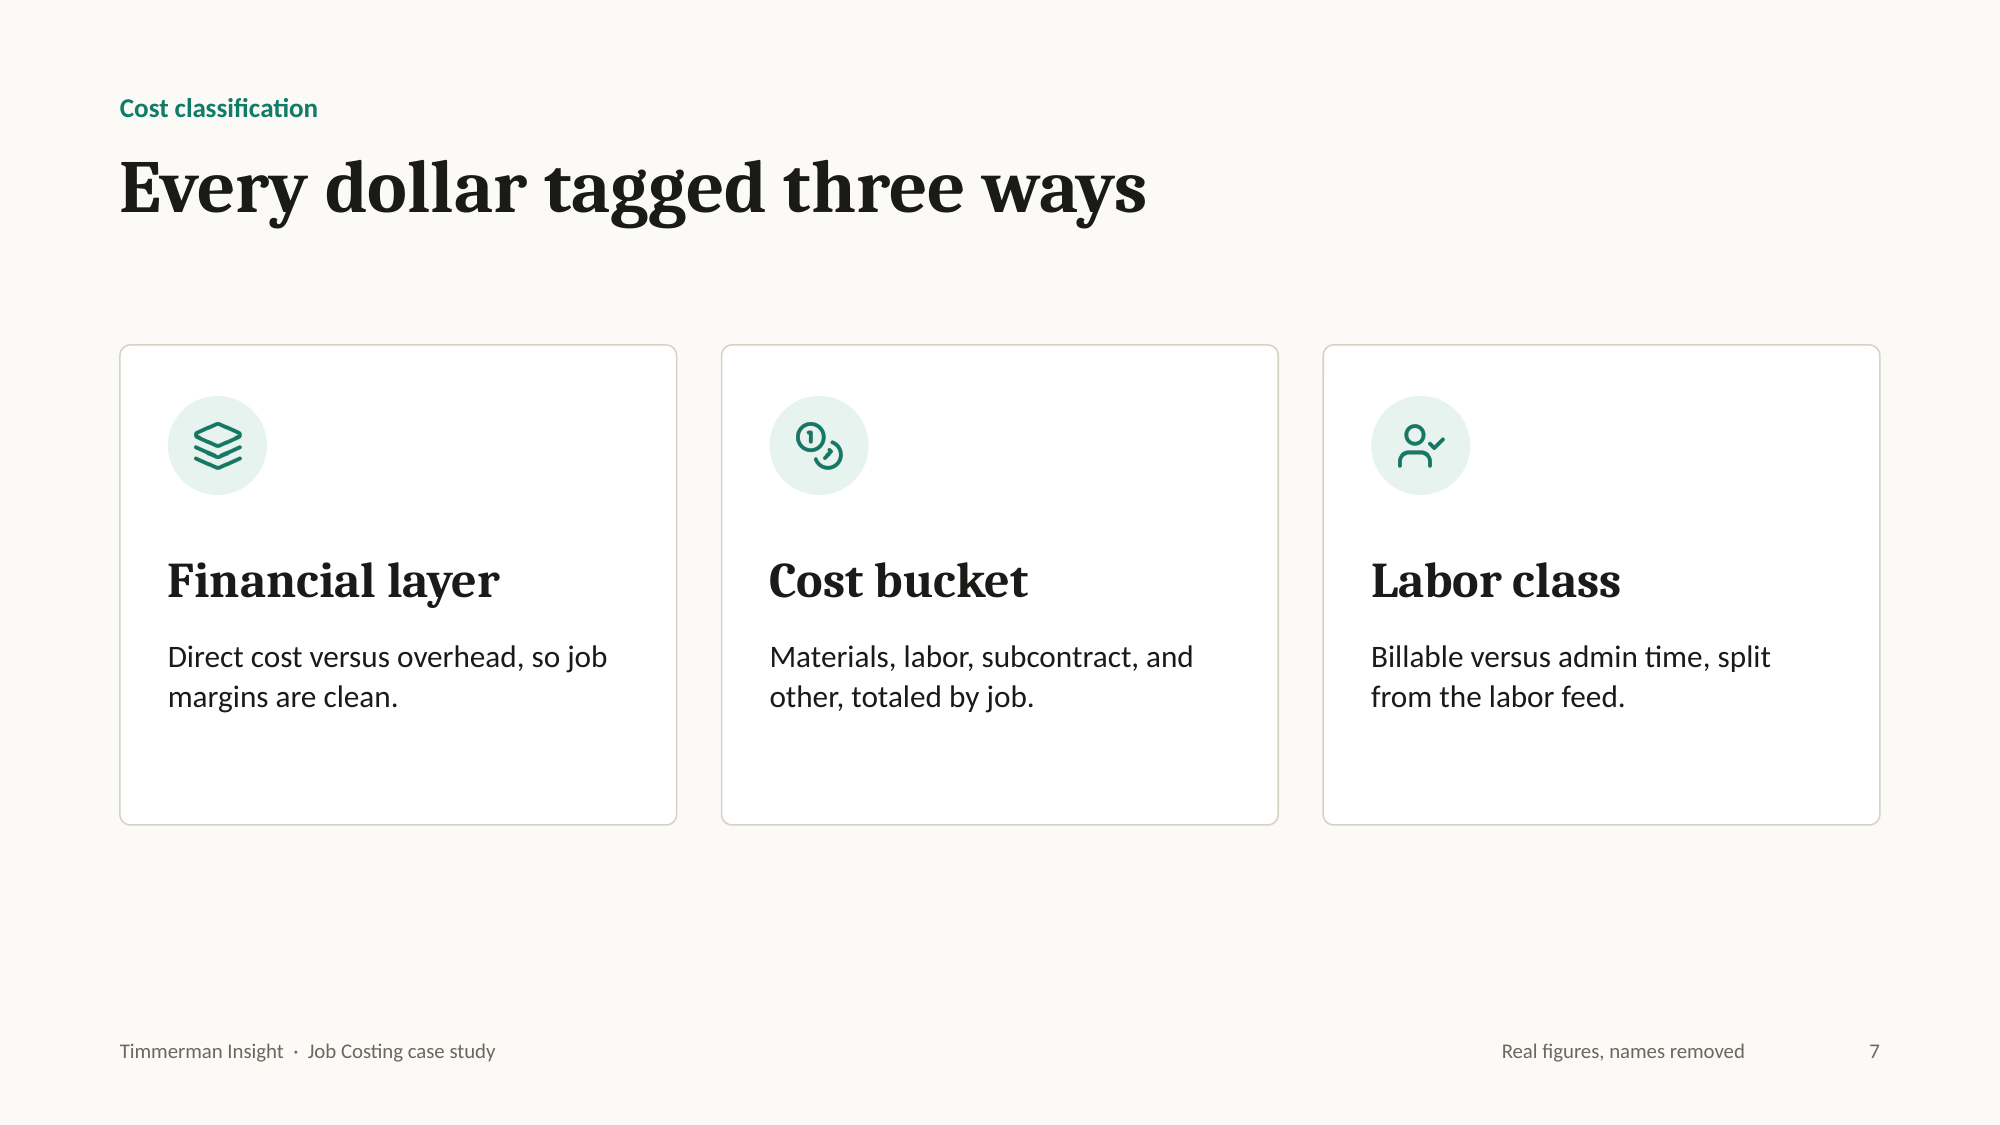 Cost classification
Every dollar tagged three ways
Financial layer
Direct cost versus overhead, so job
margins are clean.
Cost bucket
Materials, labor, subcontract, and
other, totaled by job.
Labor class
Billable versus admin time, split
from the labor feed.
Timmerman Insight · Job Costing case study
Real figures, names removed
7